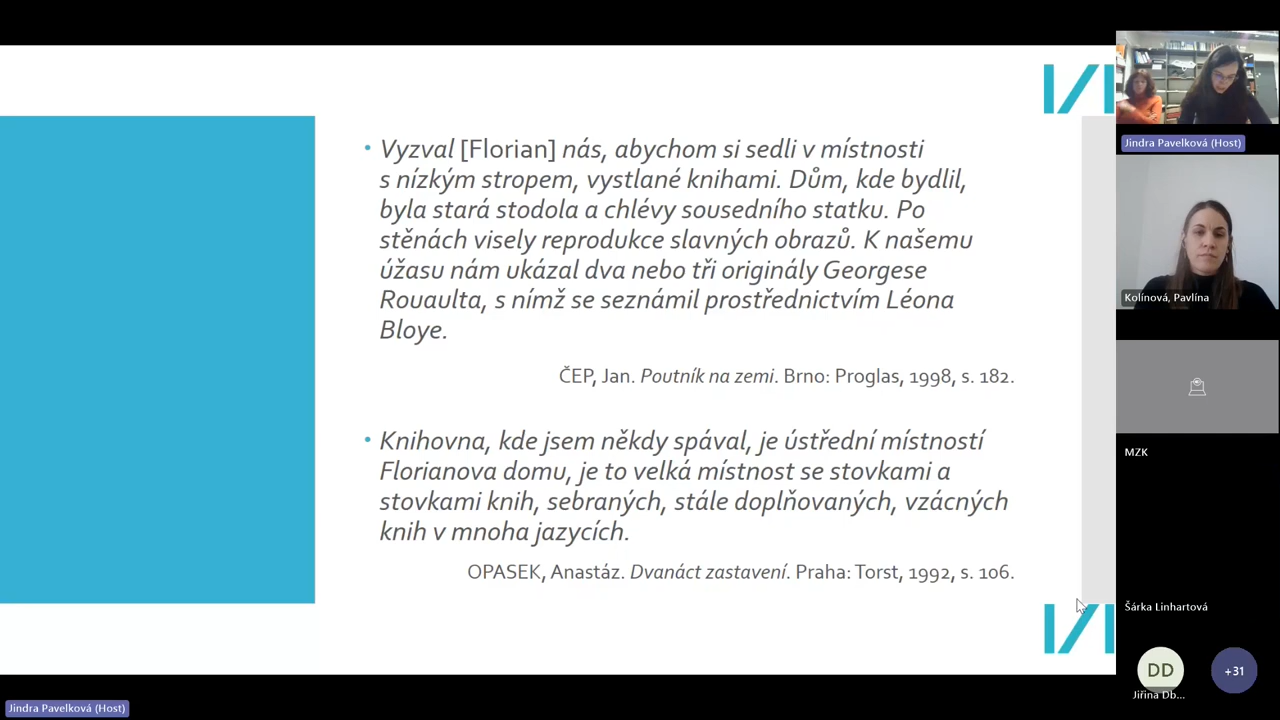 • Vyzval [Florian] nás, abychom si sedli v místnosti
s nízkým stropem, vystlané knihami. Dům, kde bydlil,
byla stará stodola a chlévy sousedního statku. Po
stěnách visely reprodukce slavných obrazů. K našemu
úžasu nám ukázal dva nebo tři originály Georgese
Rouaulta, s nímž se seznámil prostřednictvím Léona
Bloye.
ČEP, Jan. Poutník na zemi. Brno: Proglas, 1998, s. 182.
• Knihovna, kde jsem někdy spával, je ústřední místností
Florianova domu, je to velká místnost se stovkami a
stovkami knih, sebraných, stále doplňovaných, vzácných
knih v mnoha jazycích.
OPASEK, Anastáz. Dvanáct zastavení. Praha: Torst, 1992, s. 106.
Jindra Pavelková (Host)
Kolínová, Pavlína
MZK
Šárka Linhartová
DD
Jiřina Db...
+31
Jindra Pavelková (Host)